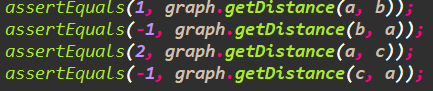 assertEquals(1, graph.getDistance(a, b));
assertEquals(-1, graph.getDistance(b, a));
assertEquals(2, graph.getDistance(a, c));
assertEquals(-1, graph.getDistance(c, a));